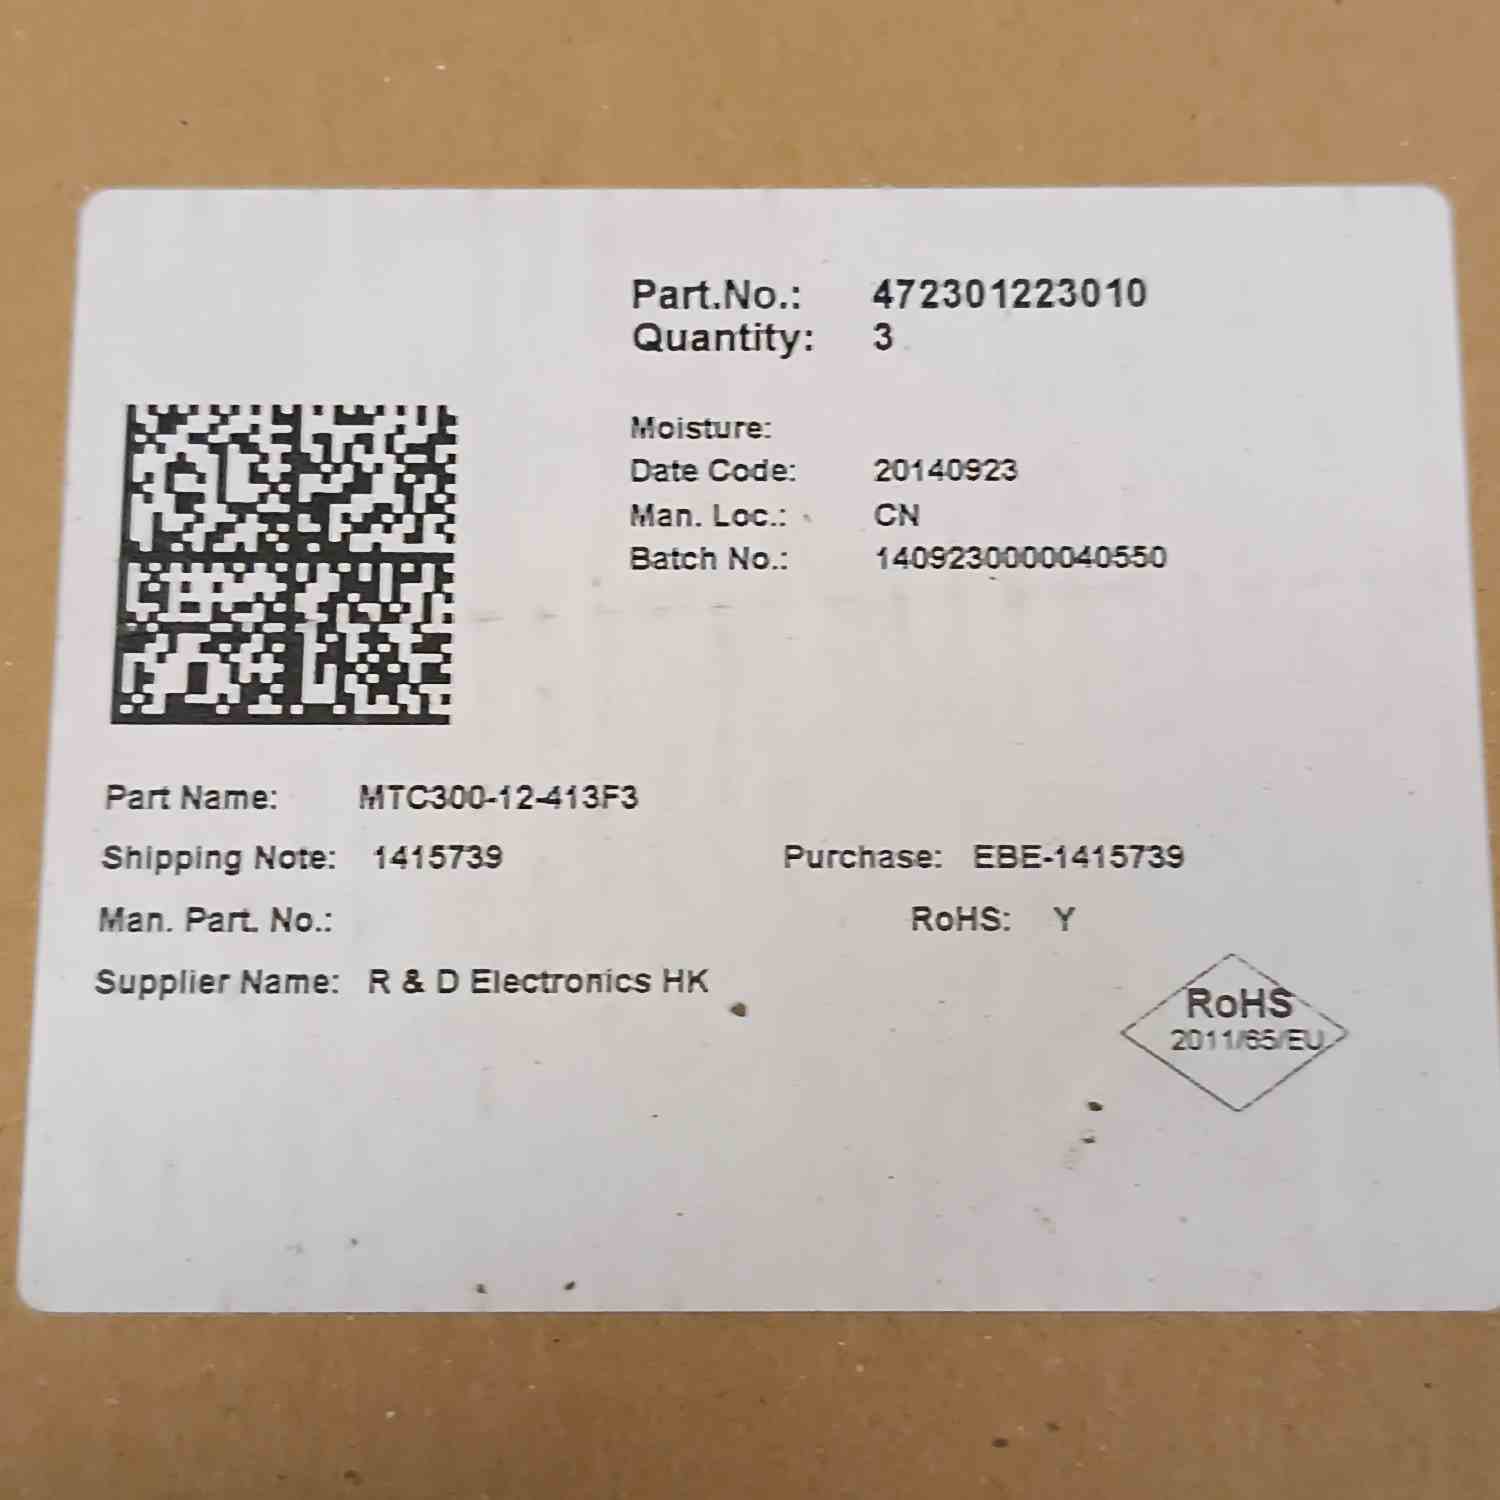 Part.No.: 472301223010
Quantity: 3
Moisture:
Date Code: 20140923
Man. Loc.: CN
Batch No.: 1409230000040550
Part Name: MTC300-12-413F3
Shipping Note: 1415739 Purchase: EBE-1415739
Man. Part. No.: RoHS: Y
Supplier Name: R & D Electronics HK
RoHS
2011/65/EU